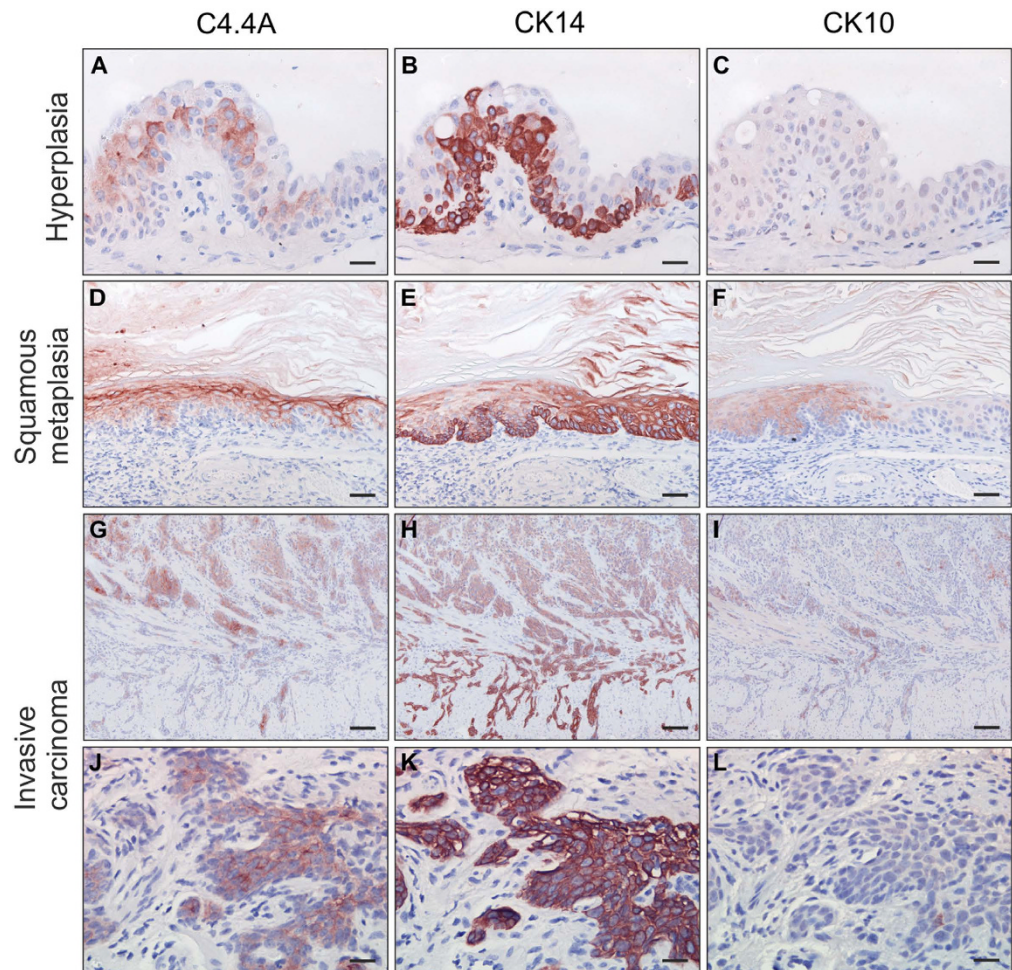 C4.4A CK14 CK10
Hyperplasia
A B C
Squamous
metaplasia
D E F
Invasive
carcinoma
G H I
J K L